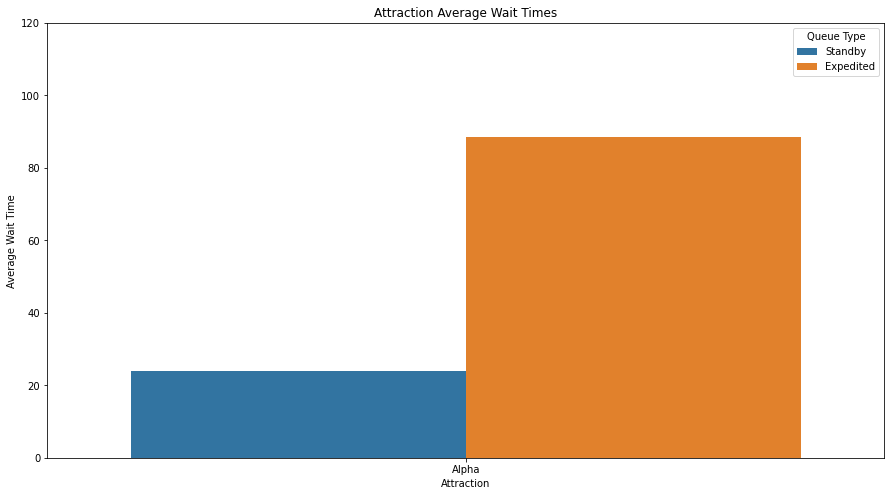 Attraction Average Wait Times
Queue Type
Standby
Expedited
Average Wait Time
120
100
80
60
40
20
0
Alpha
Attraction